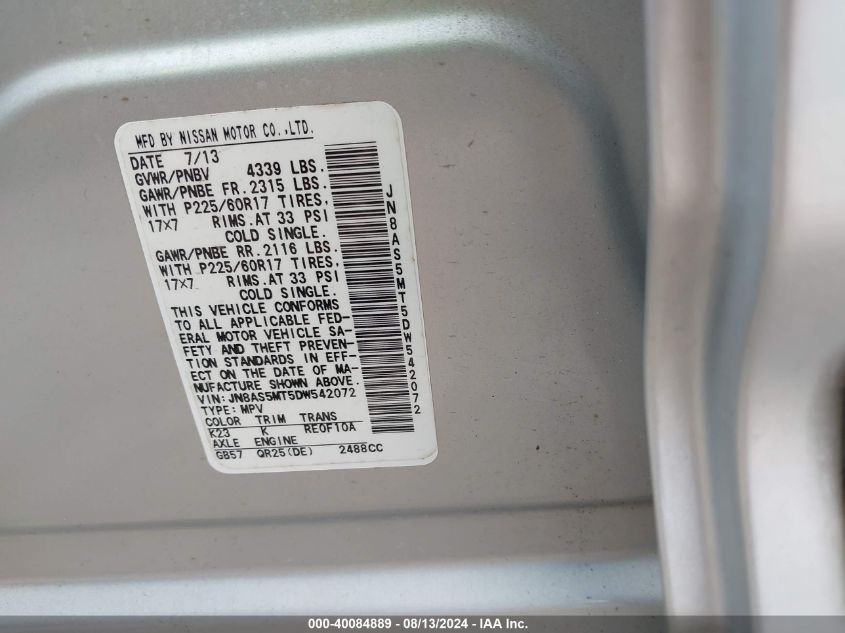 MFD BY NISSAN MOTOR CO.,LTD.
DATE 7/13
GVWR/PNBV 4339 LBS.
GAWR/PNBE FR.2315 LBS.
WITH P225/60R17 TIRES,
17X7 RIMS.AT 33 PSI
COLD SINGLE.
GAWR/PNBE RR.2116 LBS.
WITH P225/60R17 TIRES,
17X7 RIMS.AT 33 PSI
COLD SINGLE.
THIS VEHICLE CONFORMS
TO ALL APPLICABLE FED-
ERAL MOTOR VEHICLE SA-
FETY AND THEFT PREVEN-
TION STANDARDS IN EFF-
ECT ON THE DATE OF MA-
NUFACTURE SHOWN ABOVE.
VIN: JN8AS5MT5DW542072
TYPE: MPV
COLOR TRIM TRANS
K23 K RE0F10A
AXLE ENGINE
GB57 QR25(DE) 2488CC
JN8AS5MT5DW542072
000-40084889 - 08/13/2024 - IAA Inc.